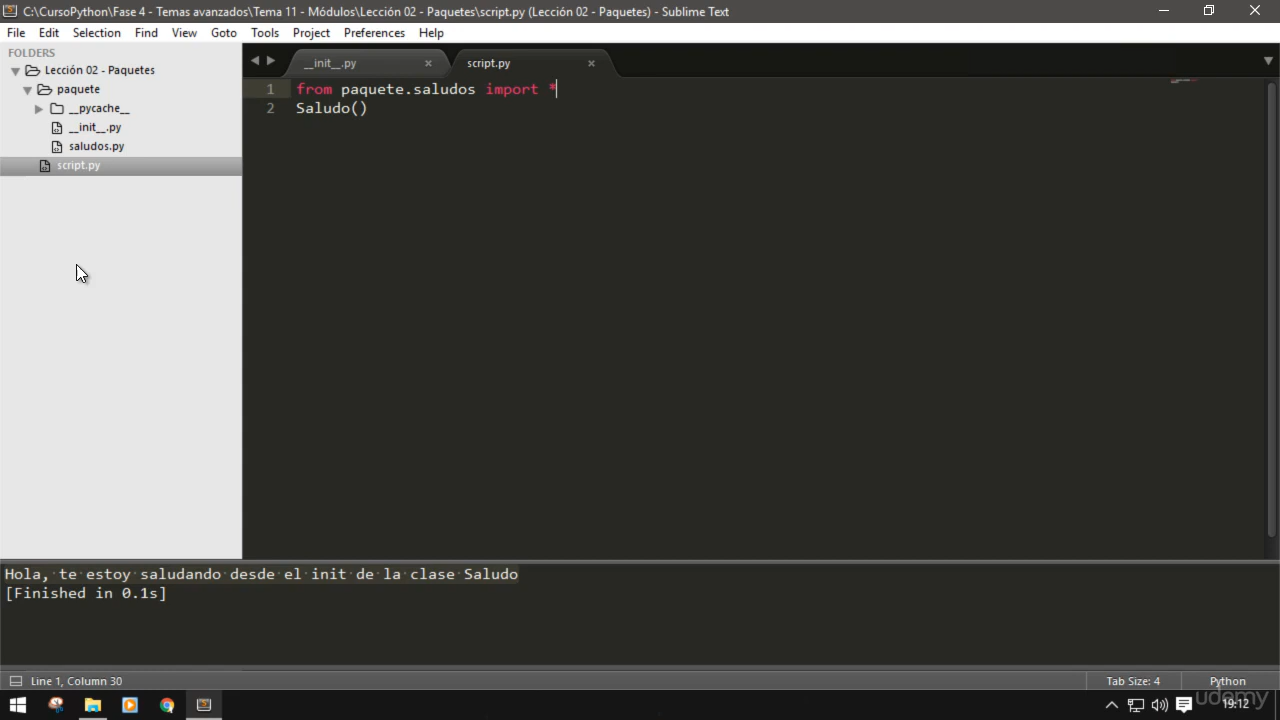 C:\CursoPython\Fase 4 - Temas avanzados\Tema 11 - Módulos\Lección 02 - Paquetes\script.py (Lección 02 - Paquetes) - Sublime Text
File Edit Selection Find View Goto Tools Project Preferences Help
FOLDERS
Lección 02 - Paquetes
paquete
__pycache__
__init__.py
saludos.py
script.py
__init__.py script.py
1 from paquete.saludos import *
2 Saludo()
Hola, te estoy saludando desde el init de la clase Saludo
[Finished in 0.1s]
Line 1, Column 30 Tab Size: 4 Python
19:12
udemy